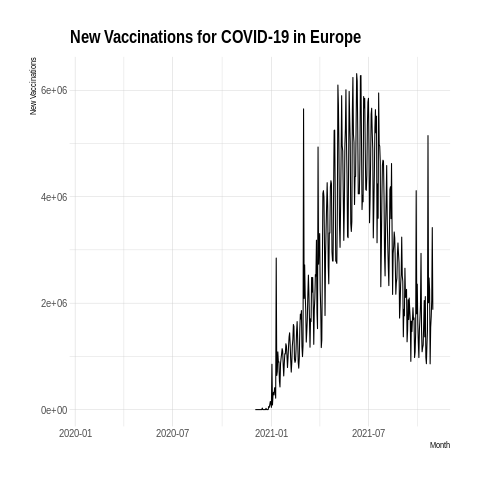 New Vaccinations for COVID-19 in Europe
New Vaccinations
6e+06
4e+06
2e+06
0e+00
2020-01 2020-07 2021-01 2021-07
Month